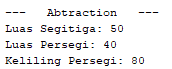 ---   Abtraction   ---
Luas Segitiga: 50
Luas Persegi: 40
Keliling Persegi: 80